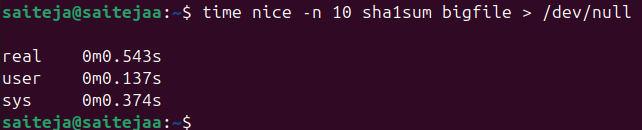 saiteja@saitejaa:~$ time nice -n 10 sha1sum bigfile > /dev/null
real 0m0.543s
user 0m0.137s
sys 0m0.374s
saiteja@saitejaa:~$